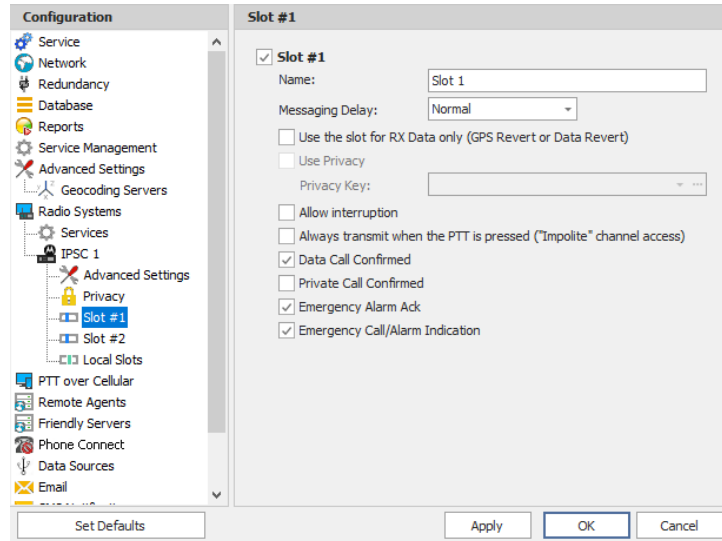 Configuration
Service
Network
Redundancy
Database
Reports
Service Management
Advanced Settings
Geocoding Servers
Radio Systems
Services
IPSC 1
Advanced Settings
Privacy
Slot #1
Slot #2
Local Slots
PTT over Cellular
Remote Agents
Friendly Servers
Phone Connect
Data Sources
Email
Slot #1
Slot #1
Name: Slot 1
Messaging Delay: Normal
Use the slot for RX Data only (GPS Revert or Data Revert)
Use Privacy
Privacy Key:
Allow interruption
Always transmit when the PTT is pressed ("Impolite" channel access)
Data Call Confirmed
Private Call Confirmed
Emergency Alarm Ack
Emergency Call/Alarm Indication
Set Defaults
Apply
OK
Cancel